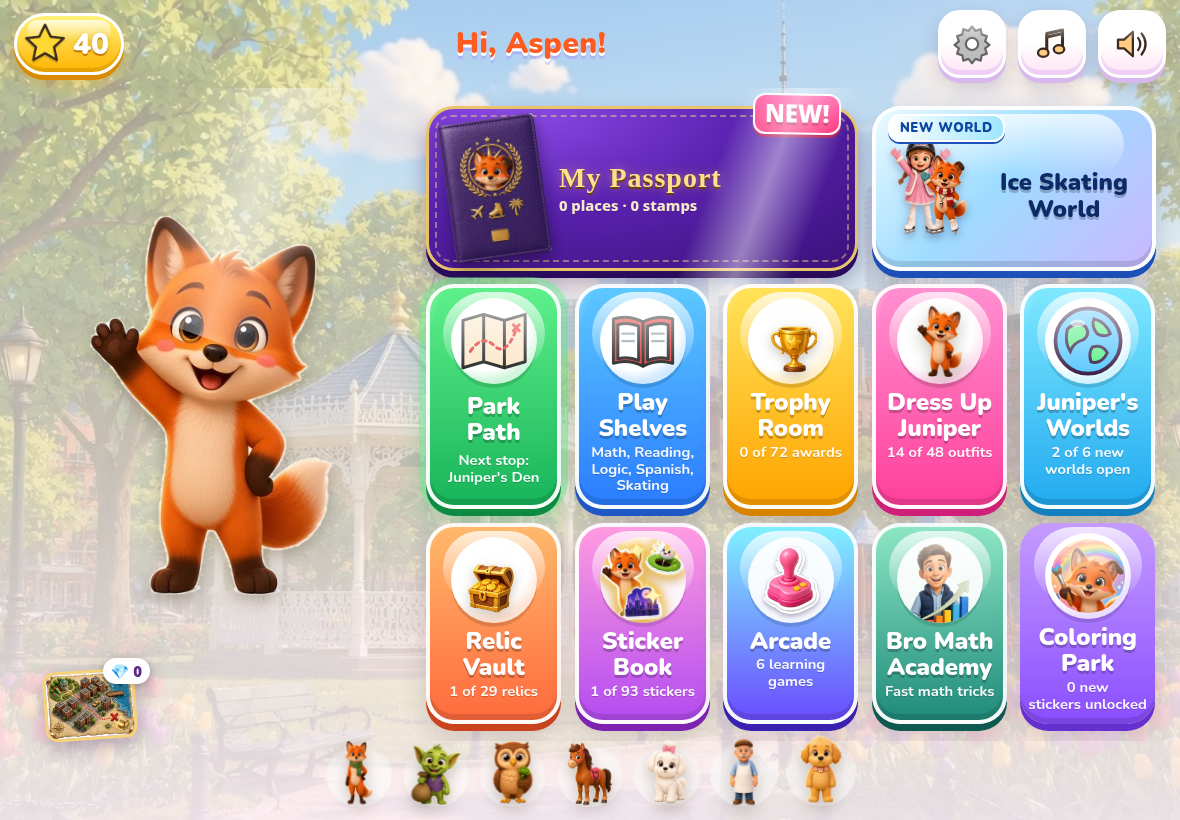 40
Hi, Aspen!
NEW!
My Passport
0 places · 0 stamps
NEW WORLD
Ice Skating
World
Park
Path
Next stop:
Juniper's Den
Play
Shelves
Math, Reading,
Logic, Spanish,
Skating
Trophy
Room
0 of 72 awards
Dress Up
Juniper
14 of 48 outfits
Juniper's
Worlds
2 of 6 new
worlds open
Relic
Vault
1 of 29 relics
Sticker
Book
1 of 93 stickers
Arcade
6 learning
games
Bro Math
Academy
Fast math tricks
Coloring
Park
0 new
stickers unlocked
0